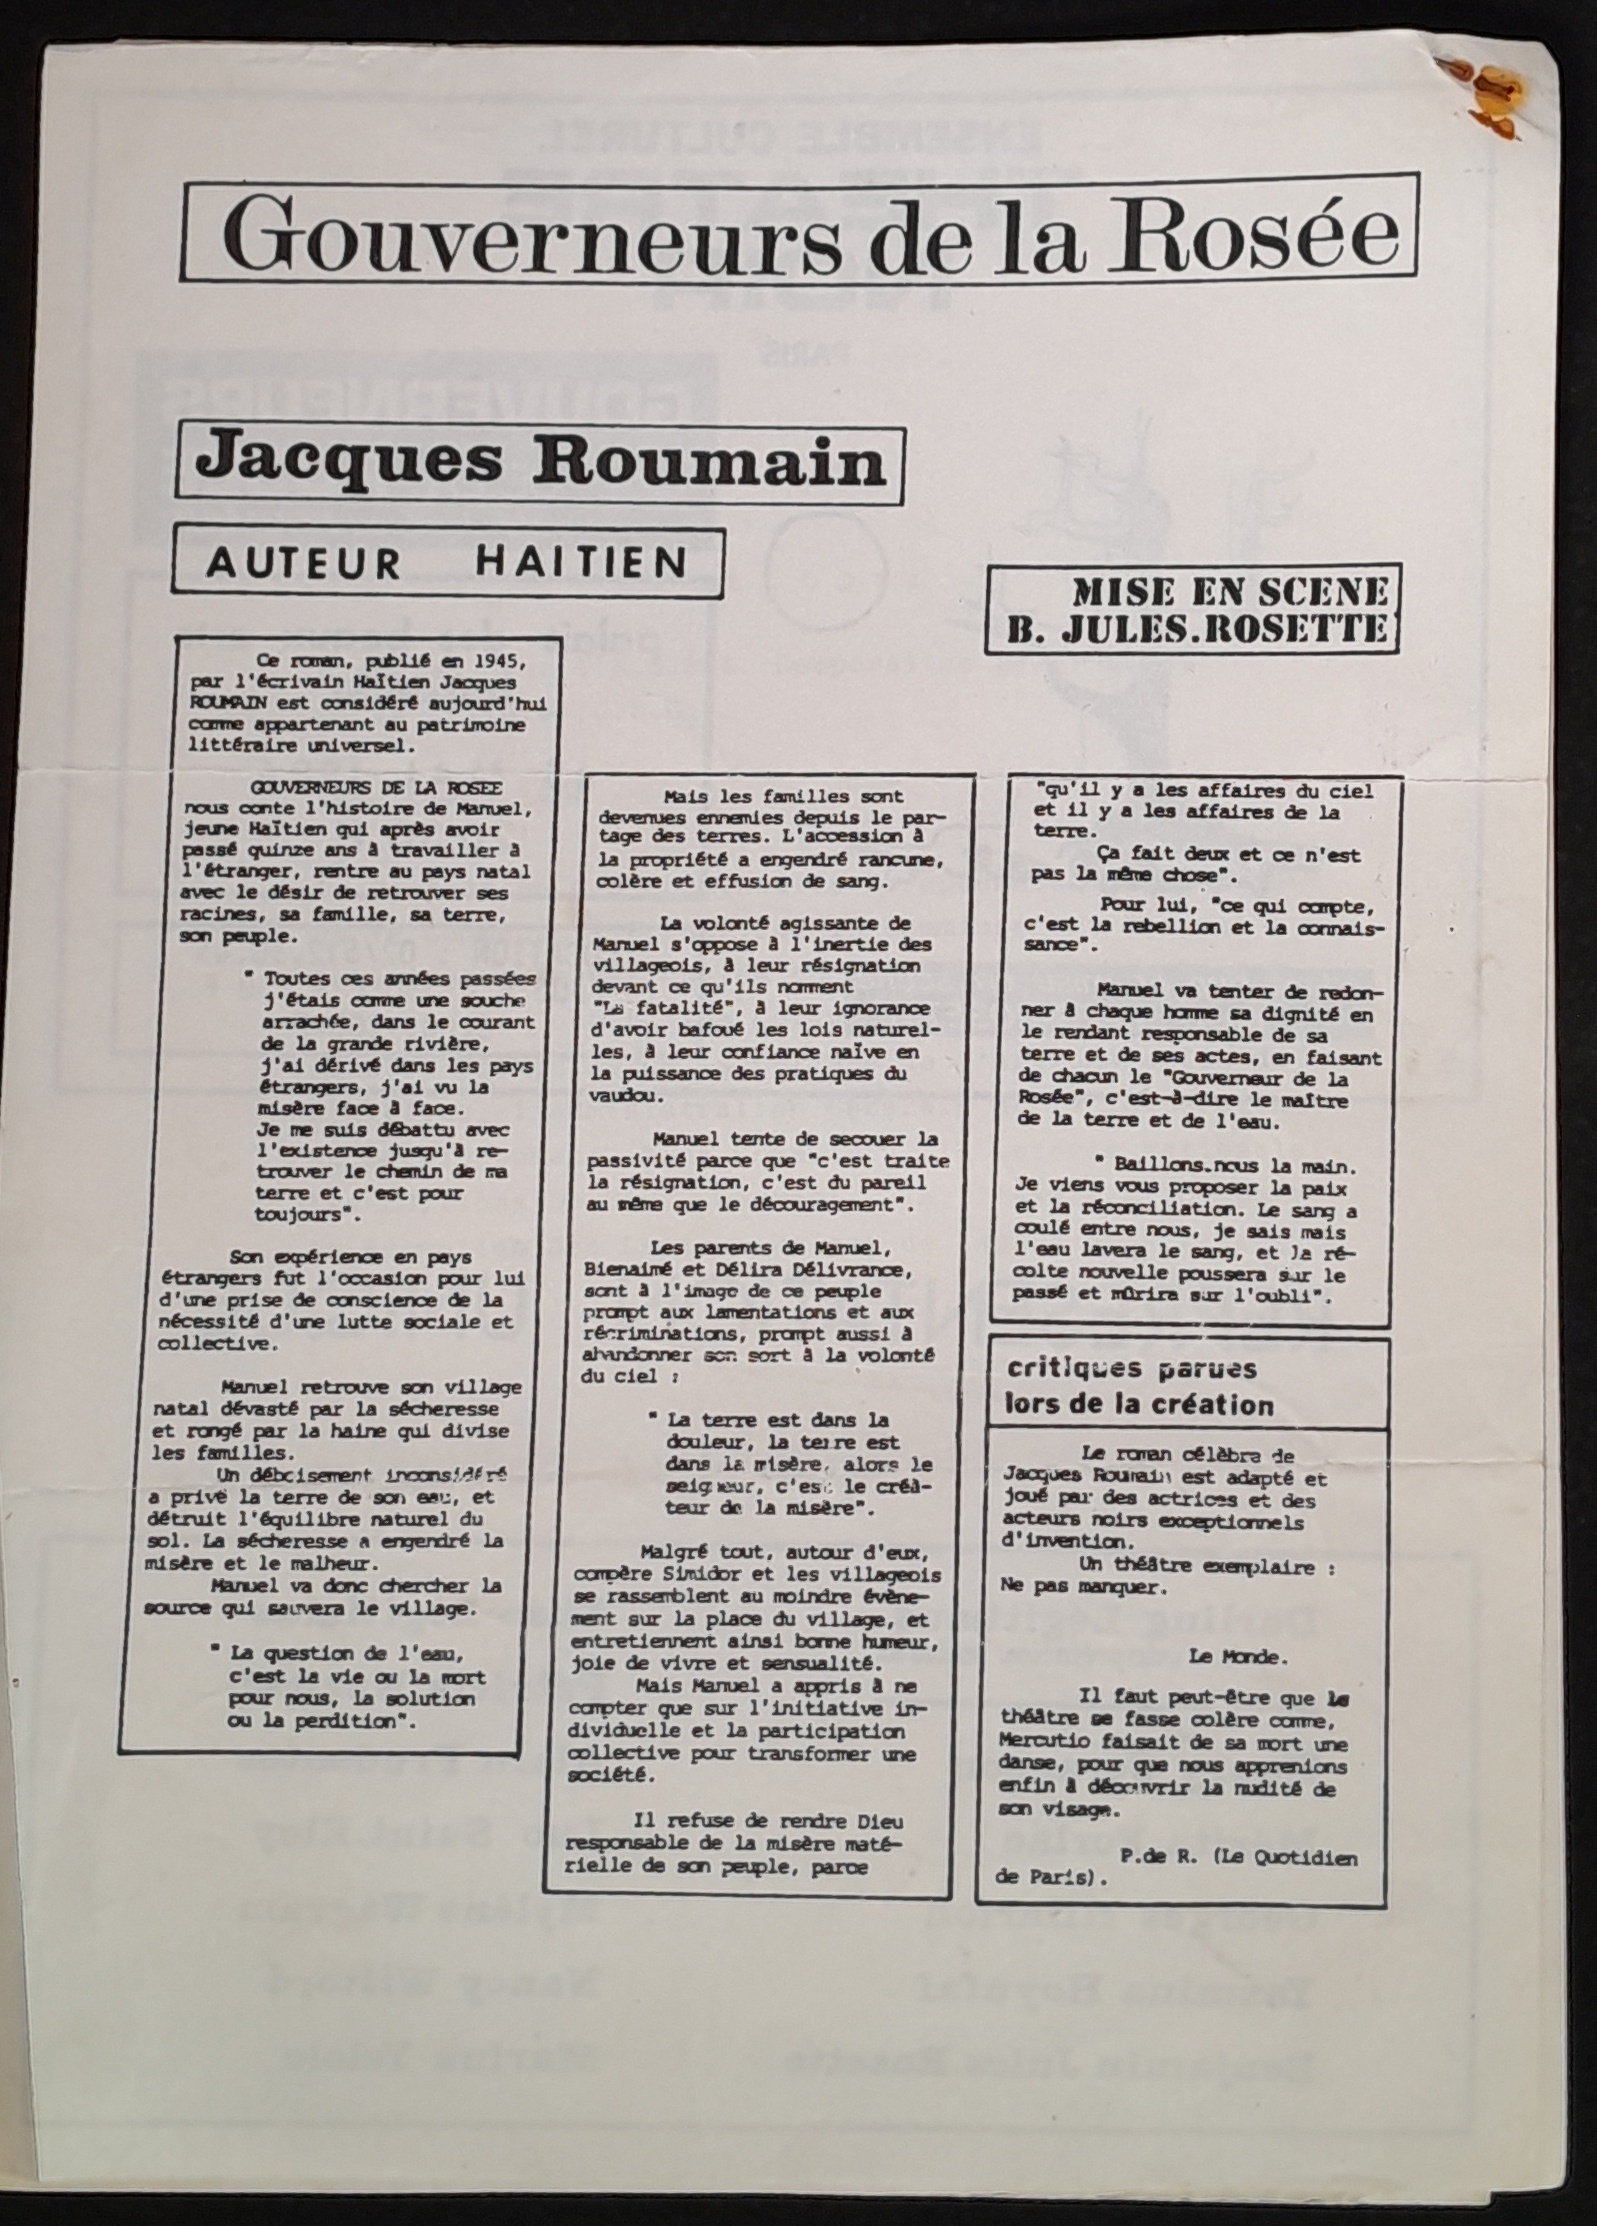 Gouverneurs de la Rosée
Jacques Roumain
AUTEUR HAITIEN
MISE EN SCENE
B. JULES.ROSETTE
Ce roman, publié en 1945,
par l'écrivain Haïtien Jacques
ROUMAIN est considéré aujourd'hui
comme appartenant au patrimoine
littéraire universel.
GOUVERNEURS DE LA ROSEE
nous conte l'histoire de Manuel,
jeune Haïtien qui après avoir
passé quinze ans à travailler à
l'étranger, rentre au pays natal
avec le désir de retrouver ses
racines, sa famille, sa terre,
son peuple.
" Toutes ces années passées
j'étais comme une souche
arrachée, dans le courant
de la grande rivière,
j'ai dérivé dans les pays
étrangers, j'ai vu la
misère face à face.
Je me suis débattu avec
l'existence jusqu'à re-
trouver le chemin de ma
terre et c'est pour
toujours".
Son expérience en pays
étrangers fut l'occasion pour lui
d'une prise de conscience de la
nécessité d'une lutte sociale et
collective.
Manuel retrouve son village
natal dévasté par la sécheresse
et rongé par la haine qui divise
les familles.
Un déboisement inconsidéré
a privé la terre de son eau, et
détruit l'équilibre naturel du
sol. La sécheresse a engendré la
misère et le malheur.
Manuel va donc chercher la
source qui sauvera le village.
" La question de l'eau,
c'est la vie ou la mort
pour nous, la solution
ou la perdition".
Mais les familles sont
devenues ennemies depuis le par-
tage des terres. L'accession à
la propriété a engendré rancune,
colère et effusion de sang.
La volonté agissante de
Manuel s'oppose à l'inertie des
villageois, à leur résignation
devant ce qu'ils nomment
"La fatalité", à leur ignorance
d'avoir bafoué les lois naturel-
les, à leur confiance naïve en
la puissance des pratiques du
vaudou.
Manuel tente de secouer la
passivité parce que "c'est traite
la résignation, c'est du pareil
au même que le découragement".
Les parents de Manuel,
Bienaimé et Délira Délivrance,
sont à l'image de ce peuple
prompt aux lamentations et aux
récriminations, prompt aussi à
abandonner son sort à la volonté
du ciel :
" La terre est dans la
douleur, la terre est
dans la misère, alors le
seigneur, c'est le créa-
teur de la misère".
Malgré tout, autour d'eux,
compère Simidor et les villageois
se rassemblent au moindre évène-
ment sur la place du village, et
entretiennent ainsi bonne humeur,
joie de vivre et sensualité.
Mais Manuel a appris à ne
compter que sur l'initiative in-
dividuelle et la participation
collective pour transformer une
société.
Il refuse de rendre Dieu
responsable de la misère maté-
rielle de son peuple, parce
"qu'il y a les affaires du ciel
et il y a les affaires de la
terre.
Ça fait deux et ce n'est
pas la même chose".
Pour lui, "ce qui compte,
c'est la rebellion et la connais-
sance".
Manuel va tenter de redon-
ner à chaque homme sa dignité en
le rendant responsable de sa
terre et de ses actes, en faisant
de chacun le "Gouverneur de la
Rosée", c'est-à-dire le maître
de la terre et de l'eau.
" Baillons.nous la main.
Je viens vous proposer la paix
et la réconciliation. Le sang a
coulé entre nous, je sais mais
l'eau lavera le sang, et la ré-
colte nouvelle poussera sur le
passé et mûrira sur l'oubli".
critiques parues
lors de la création
Le roman célèbra de
Jacques Roumain est adapté et
joué par des actrices et des
acteurs noirs exceptionnels
d'invention.
Un théâtre exemplaire :
Ne pas manquer.
Le Monde.
Il faut peut-être que le
théâtre se fasse colère comme,
Mercutio faisait de sa mort une
danse, pour que nous apprenions
enfin à découvrir la nudité de
son visage.
P.de R. (Le Quotidien
de Paris).